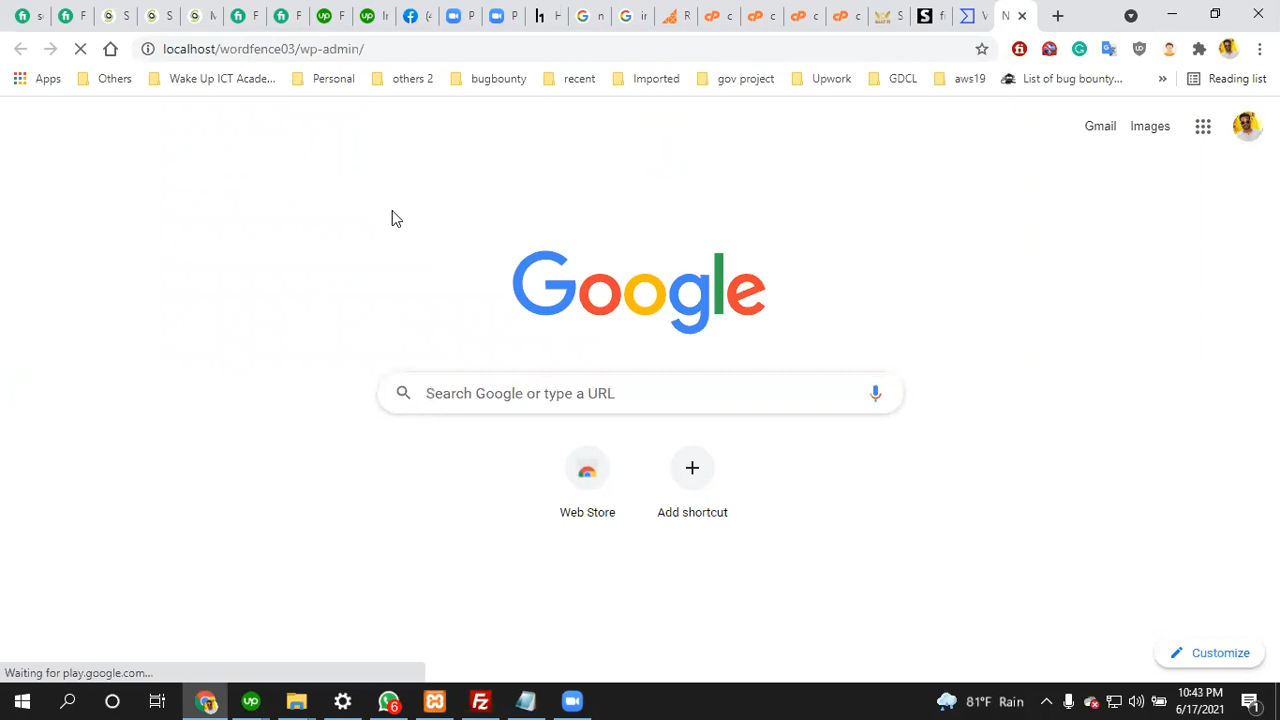 localhost/wordfence03/wp-admin/
Apps Others Wake Up ICT Acade... Personal others 2 bugbounty recent Imported gov project Upwork GDCL aws19 List of bug bounty... » Reading list
Gmail Images
Google
Search Google or type a URL
Web Store Add shortcut
Customize
Waiting for play.google.com...
81°F Rain
10:43 PM
6/17/2021